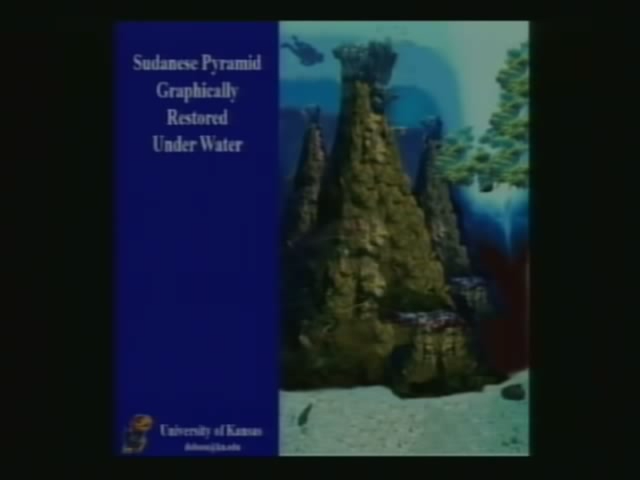 Sudanese Pyramid
Graphically
Restored
Under Water
University of Kansas